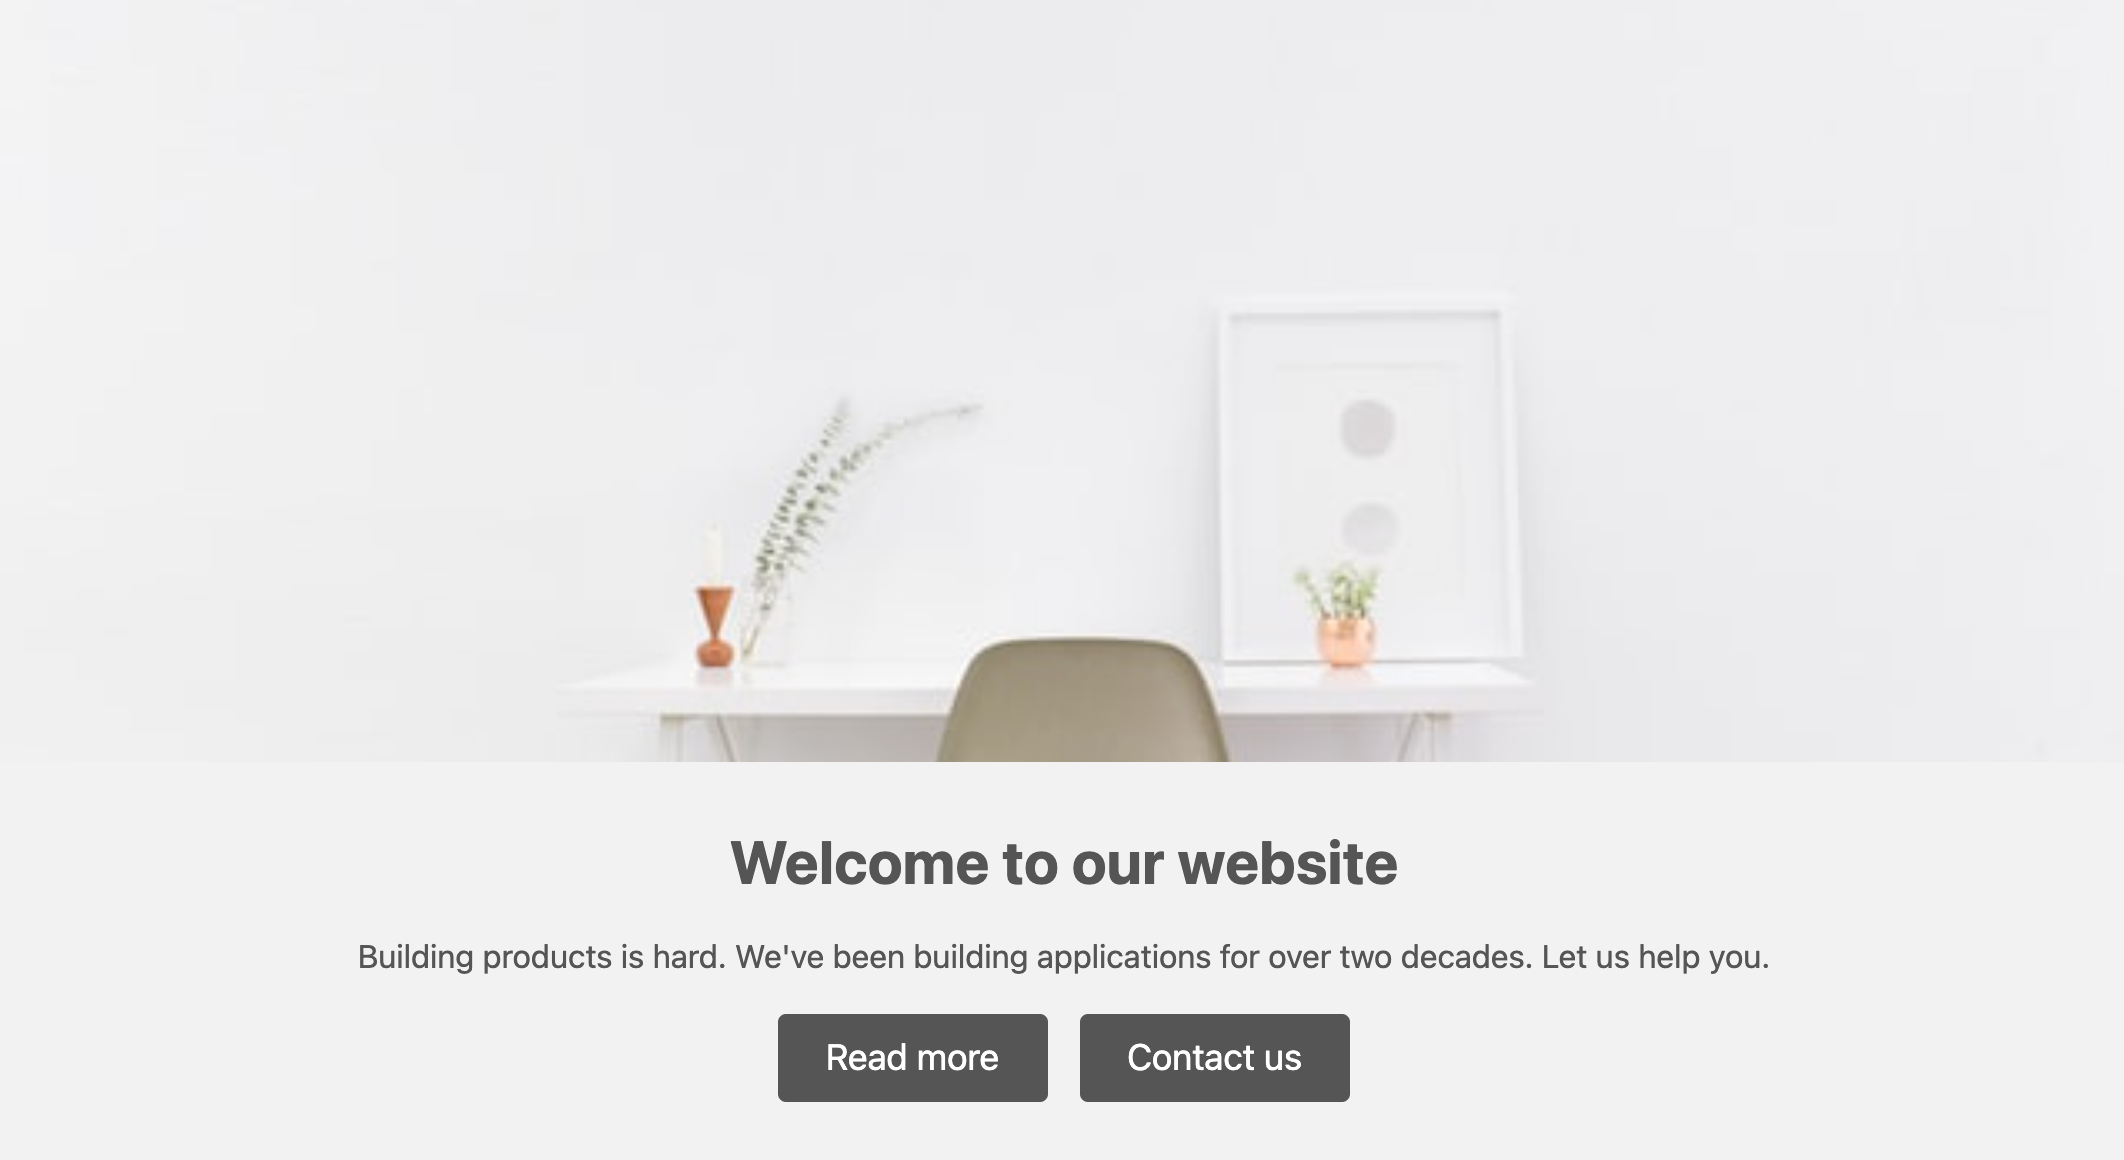 Welcome to our website
Building products is hard. We've been building applications for over two decades. Let us help you.
Read more
Contact us